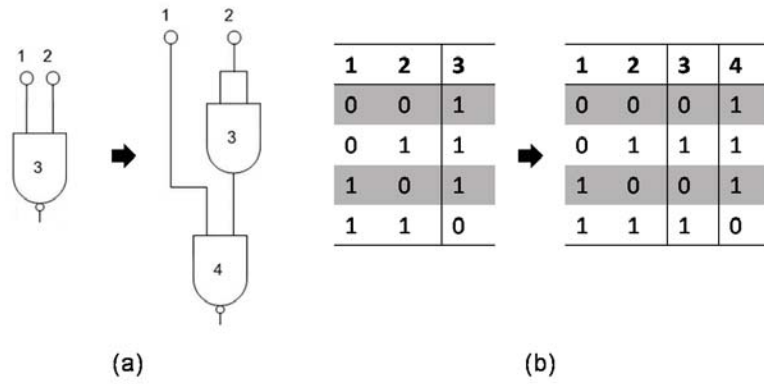 1 2
3
1 2
3
4
(a)
1 2 3
0 0 1
0 1 1
1 0 1
1 1 0
1 2 3 4
0 0 0 1
0 1 1 1
1 0 0 1
1 1 1 0
(b)